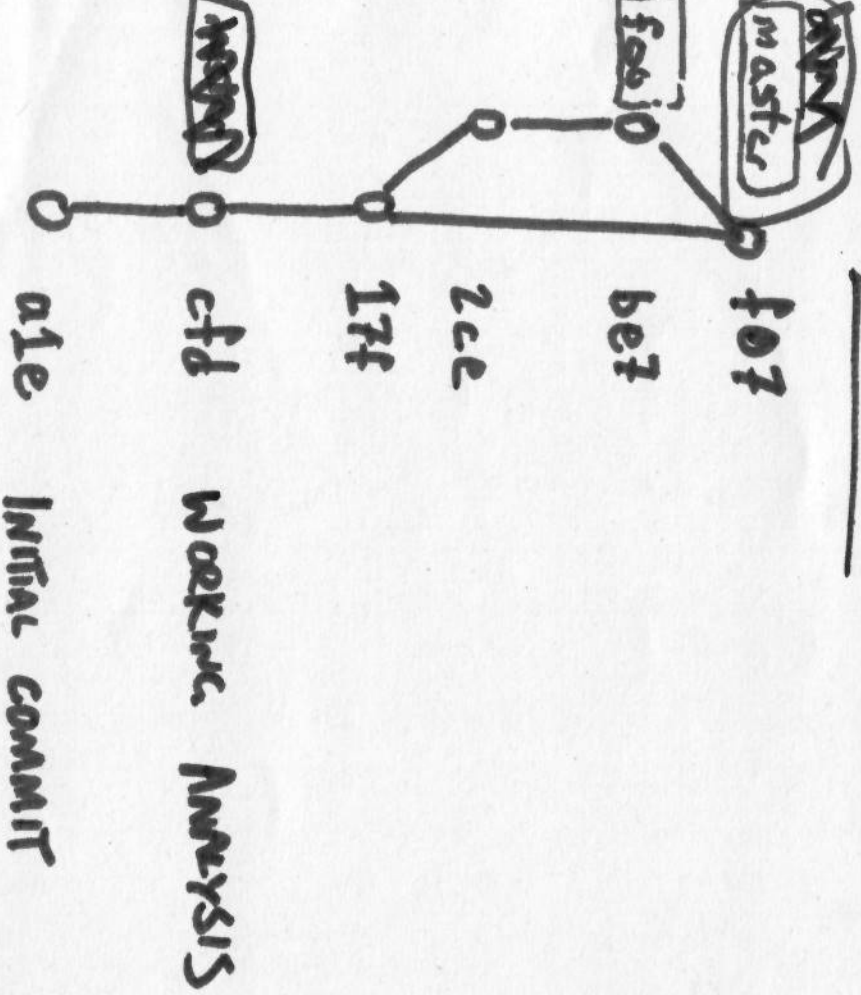 master f07
foo be7
2ce
17f
cfd WORKING ANALYSIS
a1e INITIAL COMMIT